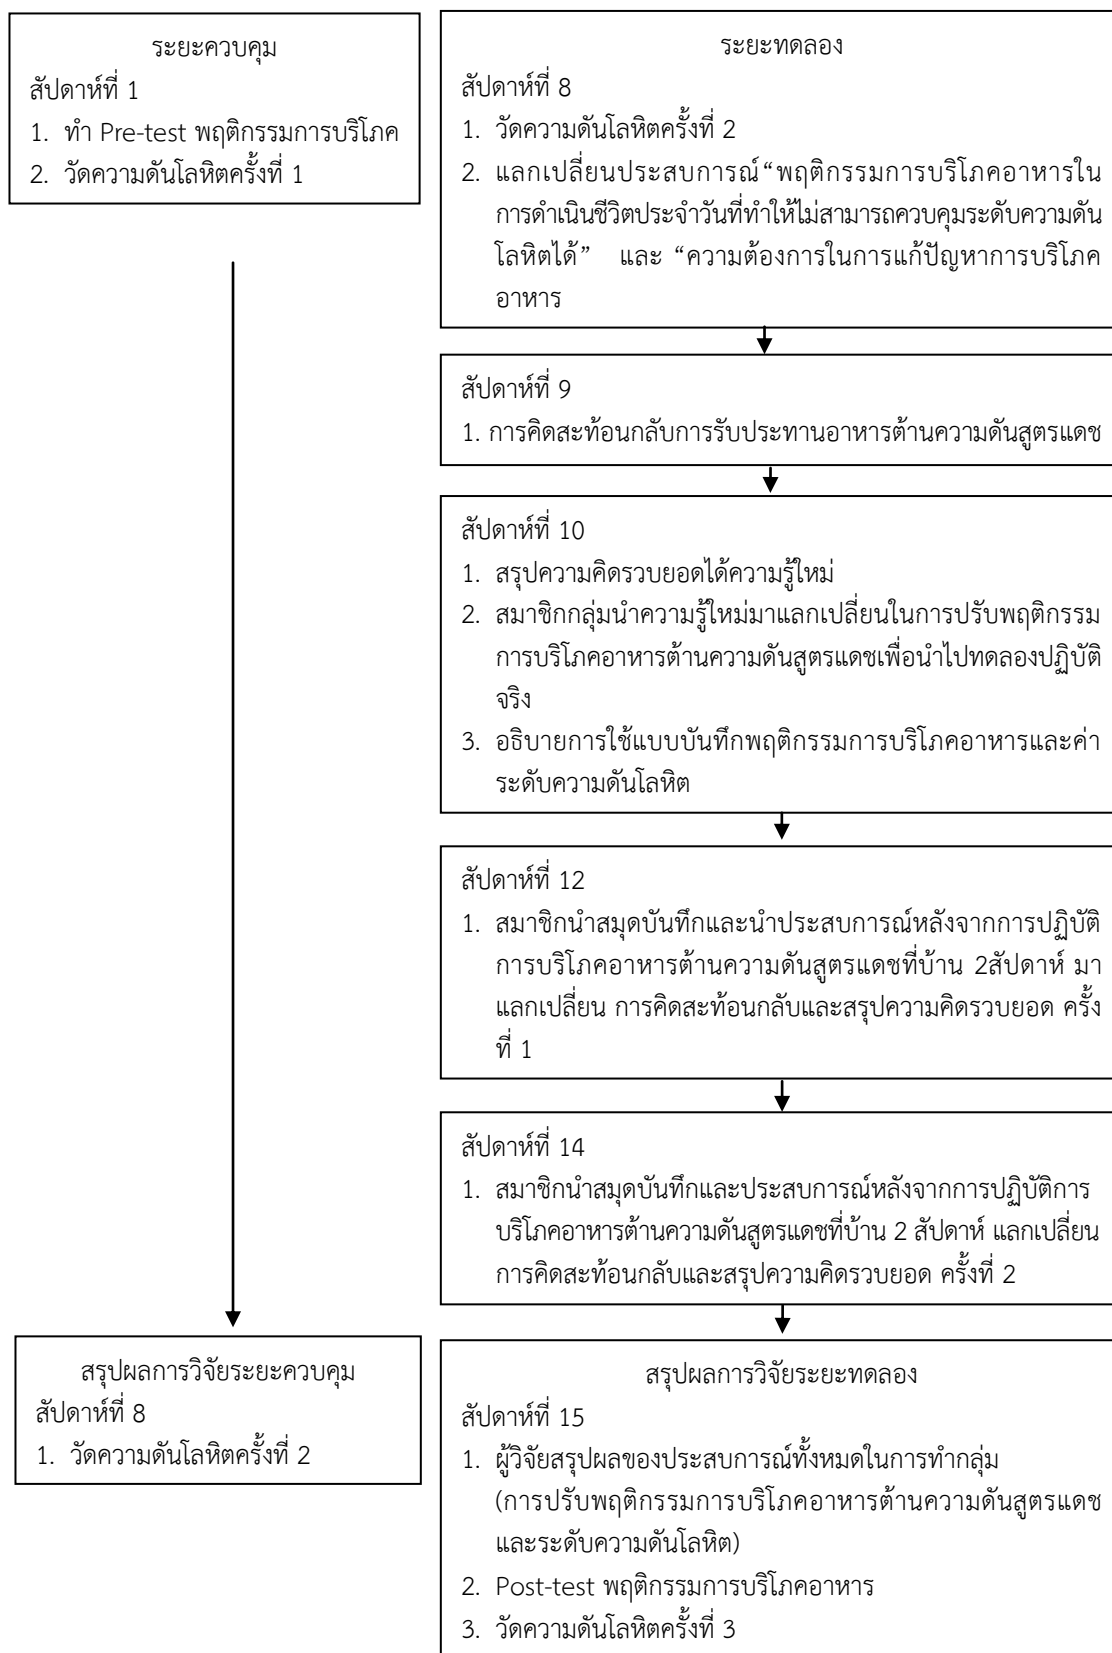 ระยะควบคุม
สัปดาห์ที่ 1
1. ทำ Pre-test พฤติกรรมการบริโภค
2. วัดความดันโลหิตครั้งที่ 1
ระยะทดลอง
สัปดาห์ที่ 8
1. วัดความดันโลหิตครั้งที่ 2
2. แลกเปลี่ยนประสบการณ์“พฤติกรรมการบริโภคอาหารใน
การดำเนินชีวิตประจำวันที่ทำให้ไม่สามารถควบคุมระดับความดัน
โลหิตได้” และ “ความต้องการในการแก้ปัญหาการบริโภค
อาหาร
สัปดาห์ที่ 9
1. การคิดสะท้อนกลับการรับประทานอาหารต้านความดันสูตรแดช
สัปดาห์ที่ 10
1. สรุปความคิดรวบยอดได้ความรู้ใหม่
2. สมาชิกกลุ่มนำความรู้ใหม่มาแลกเปลี่ยนในการปรับพฤติกรรม
การบริโภคอาหารต้านความดันสูตรแดชเพื่อนำไปทดลองปฏิบัติ
จริง
3. อธิบายการใช้แบบบันทึกพฤติกรรมการบริโภคอาหารและค่า
ระดับความดันโลหิต
สัปดาห์ที่ 12
1. สมาชิกนำสมุดบันทึกและนำประสบการณ์หลังจากการปฏิบัติ
การบริโภคอาหารต้านความดันสูตรแดชที่บ้าน 2สัปดาห์ มา
แลกเปลี่ยน การคิดสะท้อนกลับและสรุปความคิดรวบยอด ครั้ง
ที่ 1
สัปดาห์ที่ 14
1. สมาชิกนำสมุดบันทึกและประสบการณ์หลังจากการปฏิบัติการ
บริโภคอาหารต้านความดันสูตรแดชที่บ้าน 2 สัปดาห์ แลกเปลี่ยน
การคิดสะท้อนกลับและสรุปความคิดรวบยอด ครั้งที่ 2
สรุปผลการวิจัยระยะควบคุม
สัปดาห์ที่ 8
1. วัดความดันโลหิตครั้งที่ 2
สรุปผลการวิจัยระยะทดลอง
สัปดาห์ที่ 15
1. ผู้วิจัยสรุปผลของประสบการณ์ทั้งหมดในการทำกลุ่ม
(การปรับพฤติกรรมการบริโภคอาหารต้านความดันสูตรแดช
และระดับความดันโลหิต)
2. Post-test พฤติกรรมการบริโภคอาหาร
3. วัดความดันโลหิตครั้งที่ 3